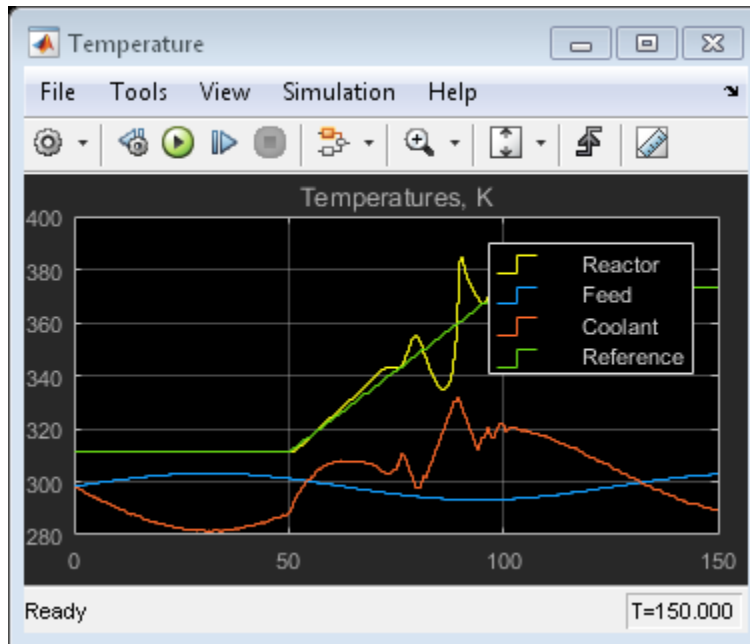 Temperature
File Tools View Simulation Help
Temperatures, K
400
380
360
340
320
300
280
0 50 100 150
Reactor
Feed
Coolant
Reference
Ready T=150.000